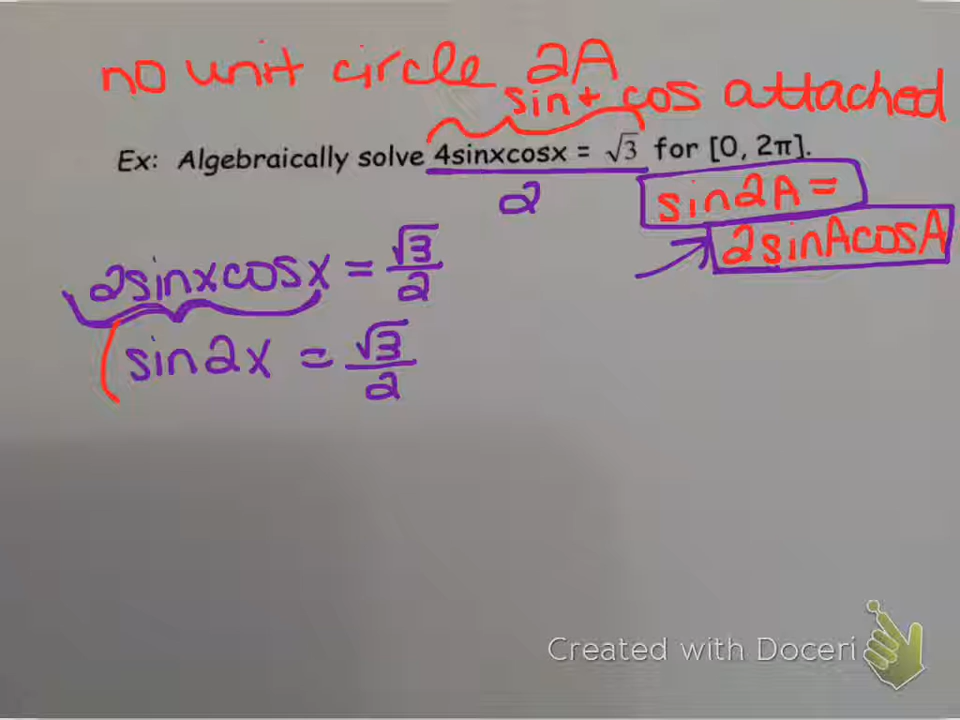 no unit circle 2A
sin + cos attached
Ex: Algebraically solve 4sinxcosx = √3 for [0, 2π].
2
sin2A =
2sinAcosA
2sinxcosx = √3/2
(sin2x = √3/2
Created with Doceri